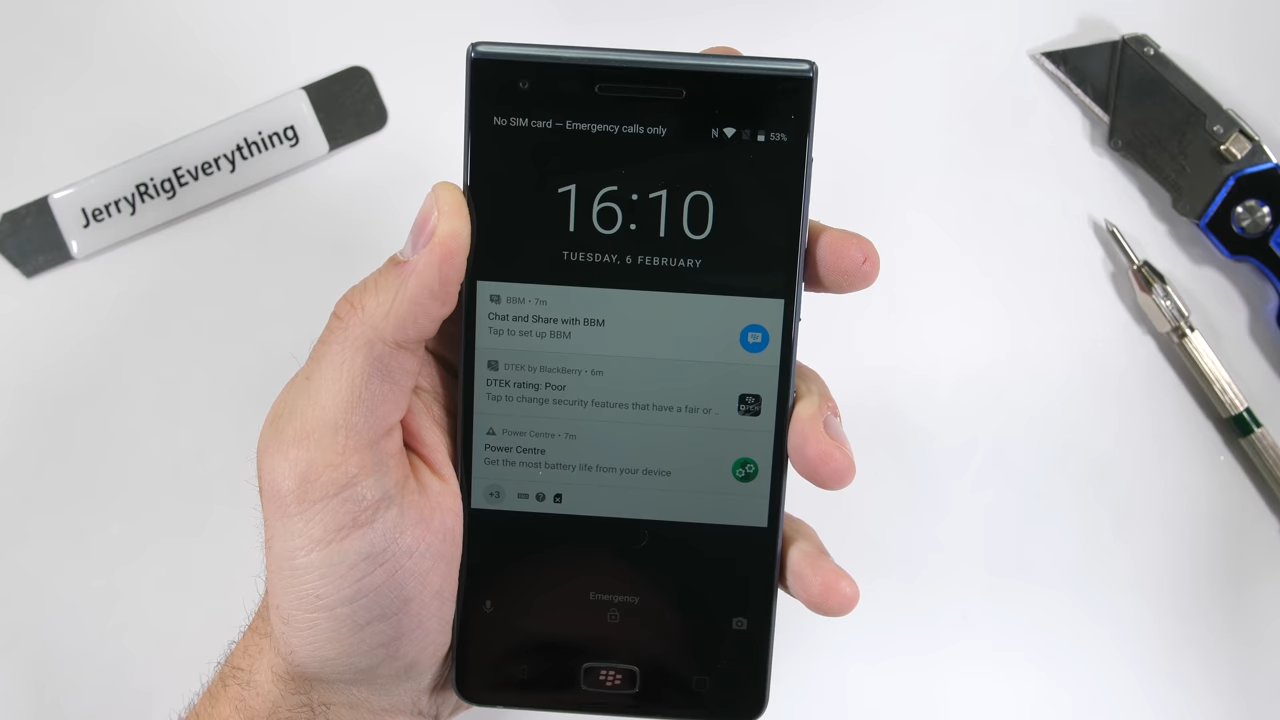 JerryRigEverything
No SIM card — Emergency calls only
N 53%
16:10
TUESDAY, 6 FEBRUARY
BBM • 7m
Chat and Share with BBM
Tap to set up BBM
DTEK by BlackBerry • 6m
DTEK rating: Poor
Tap to change security features that have a fair or ..
DTEK
Power Centre • 7m
Power Centre
Get the most battery life from your device
+3
Emergency